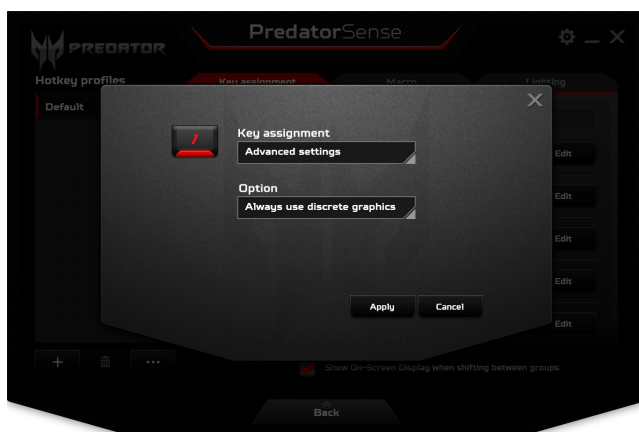 PREDATOR
PredatorSense
Hotkey profiles
Key assignment
Macro
Lighting
Default
1
Key assignment
Advanced settings
Option
Always use discrete graphics
Apply
Cancel
Edit
Edit
Edit
Edit
Edit
Show On-Screen Display when shifting between groups
Back